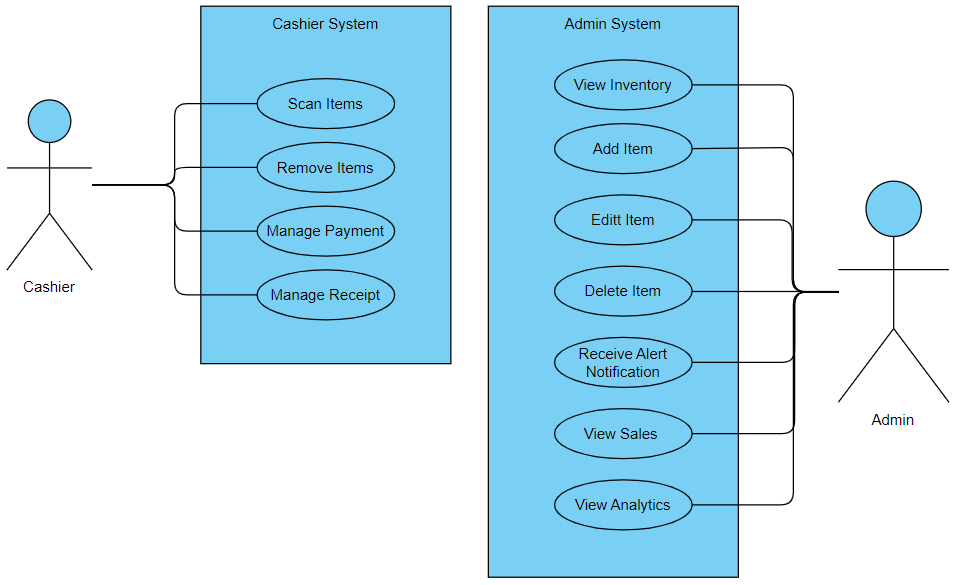 Cashier System
Scan Items
Remove Items
Manage Payment
Manage Receipt
Cashier
Admin System
View Inventory
Add Item
Editt Item
Delete Item
Receive Alert
Notification
View Sales
View Analytics
Admin